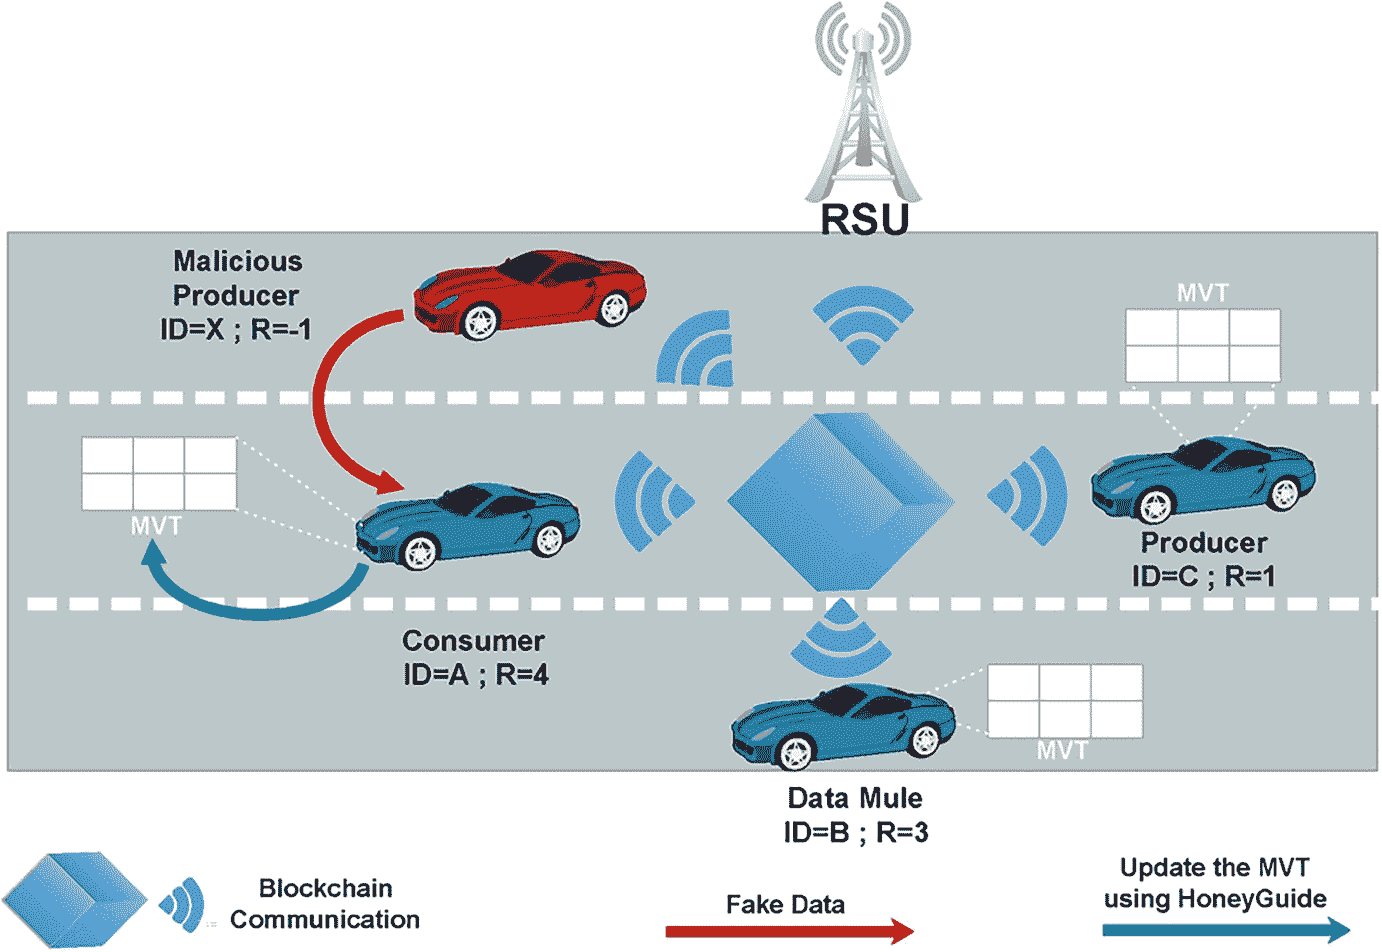 RSU
Malicious
Producer
ID=X ; R=-1
MVT
MVT
Producer
ID=C ; R=1
Consumer
ID=A ; R=4
MVT
Data Mule
ID=B ; R=3
Blockchain
Communication
Fake Data
Update the MVT
using HoneyGuide